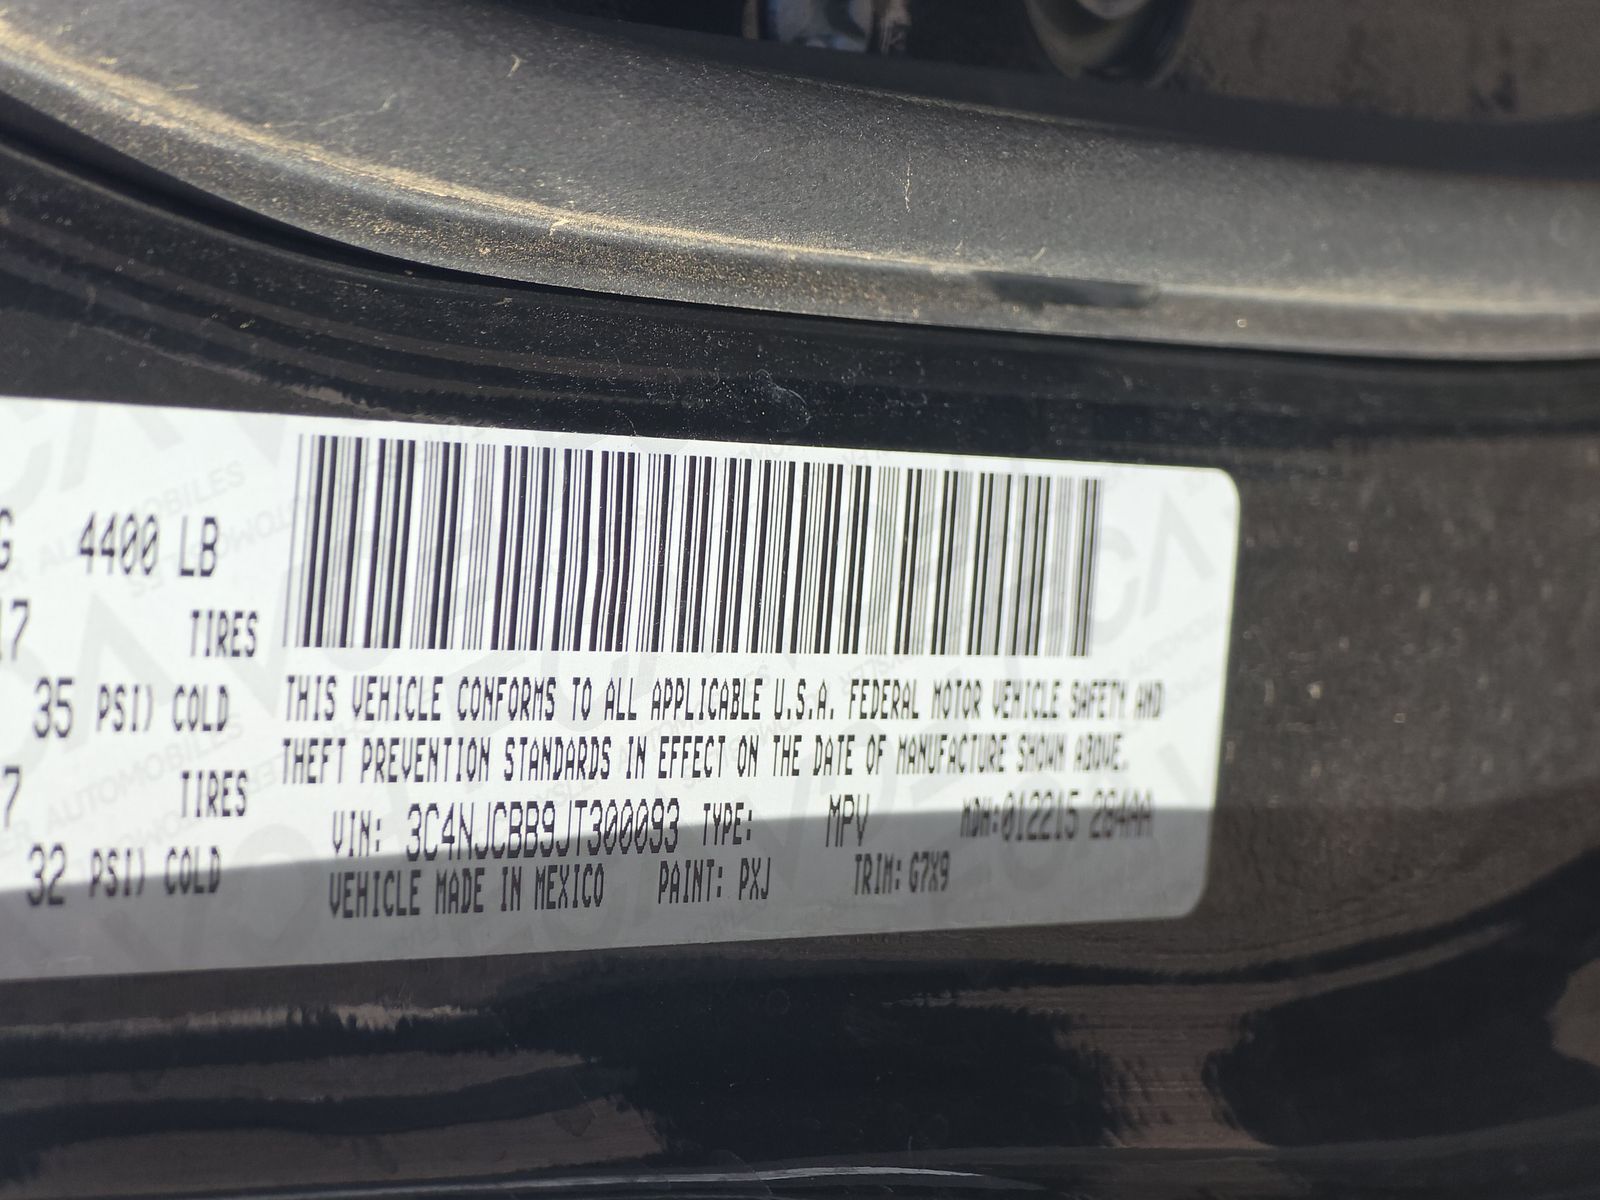 4400 LB
17 TIRES
35 PSI) COLD
7 TIRES
32 PSI) COLD
THIS VEHICLE CONFORMS TO ALL APPLICABLE U.S.A. FEDERAL MOTOR VEHICLE SAFETY AND
THEFT PREVENTION STANDARDS IN EFFECT ON THE DATE OF MANUFACTURE SHOWN ABOVE.
VIN: 3C4NJCBB9JT300093 TYPE: MPV MDH:012215 284AA
VEHICLE MADE IN MEXICO PAINT: PXJ TRIM: G7X9